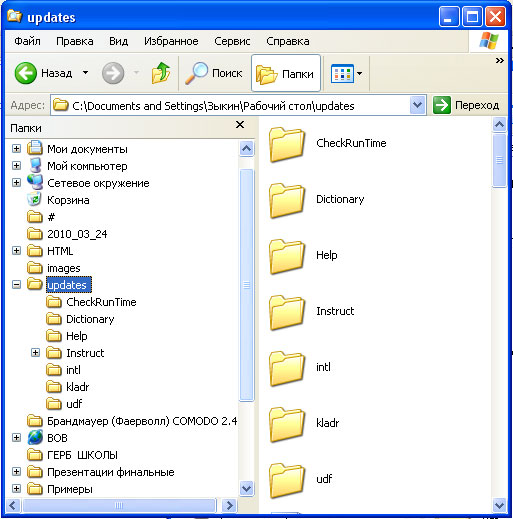 updates
Файл Правка Вид Избранное Сервис Справка
»
Назад Поиск Папки
Адрес: C:\Documents and Settings\Зыкин\Рабочий стол\updates Переход
Папки
Мои документы
Мой компьютер
Сетевое окружение
Корзина
#
2010_03_24
HTML
images
updates
CheckRunTime
Dictionary
Help
Instruct
intl
kladr
udf
Брандмауер (Фаерволл) COMODO 2.4
ВОВ
ГЕРБ ШКОЛЫ
Презентации финальные
Примеры
CheckRunTime
Dictionary
Help
Instruct
intl
kladr
udf